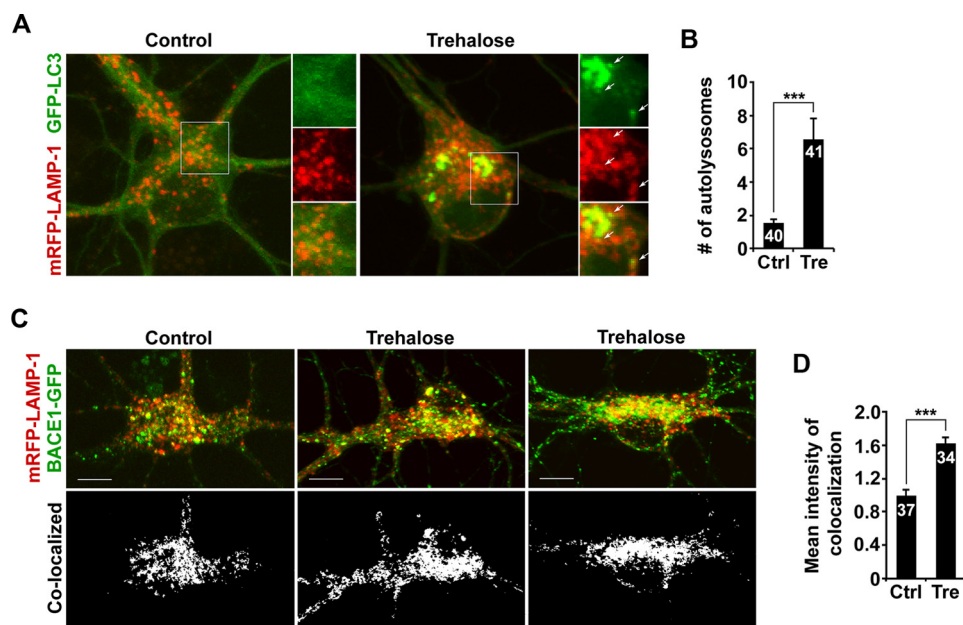 A
Control
Trehalose
mRFP-LAMP-1 GFP-LC3
B
# of autolysosomes
10
8
6
4
2
0
***
40
41
Ctrl Tre
C
Control
Trehalose
Trehalose
mRFP-LAMP-1
BACE1-GFP
Co-localized
D
Mean intensity of
colocalization
2.0
1.6
1.2
0.8
0.4
0
***
37
34
Ctrl Tre